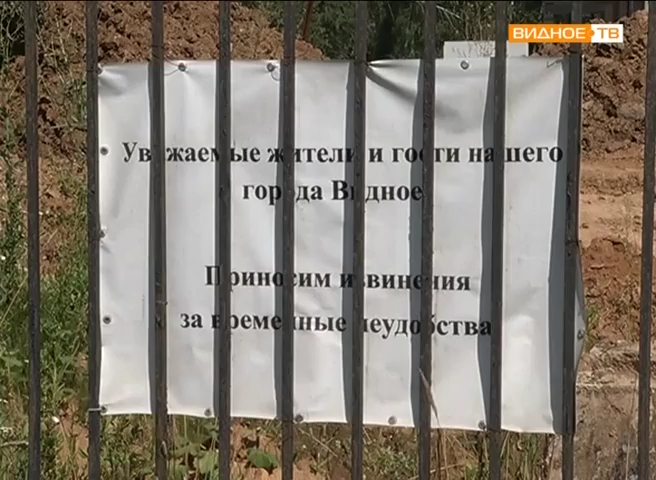 ВИДНОЕ ТВ
Уважаемые жители и гости нашего
города Видное
Приносим извинения
за временные неудобства